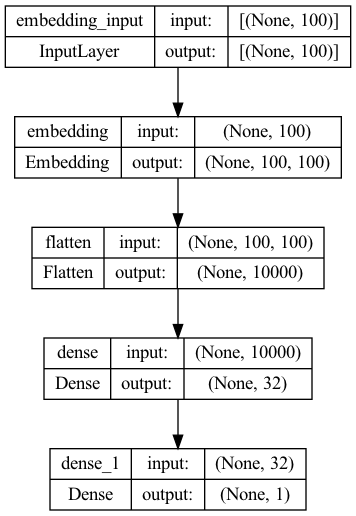 embedding_input input: [(None, 100)]
InputLayer output: [(None, 100)]
embedding input: (None, 100)
Embedding output: (None, 100, 100)
flatten input: (None, 100, 100)
Flatten output: (None, 10000)
dense input: (None, 10000)
Dense output: (None, 32)
dense_1 input: (None, 32)
Dense output: (None, 1)